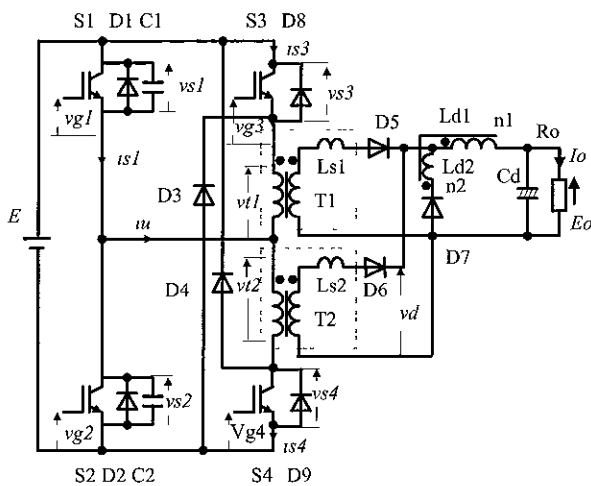 S1 D1 C1 S3 D8
is3
vs1
vs3
vg1
vg3
D5
Ld1 n1
Ro
Io
is1
Ls1
Ld2
n2
Cd
D3
vt1
T1
Eo
E
iu
D7
D4
vt2
Ls2
D6
T2
vd
vs2
vs4
vg2
Vg4
is4
S2 D2 C2 S4 D9